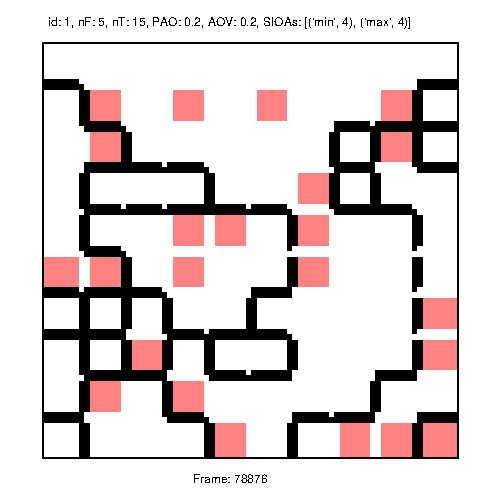 id: 1, nF: 5, nT: 15, PAO: 0.2, AOV: 0.2, SIOAs: [('min', 4), ('max', 4)]
Frame: 78876